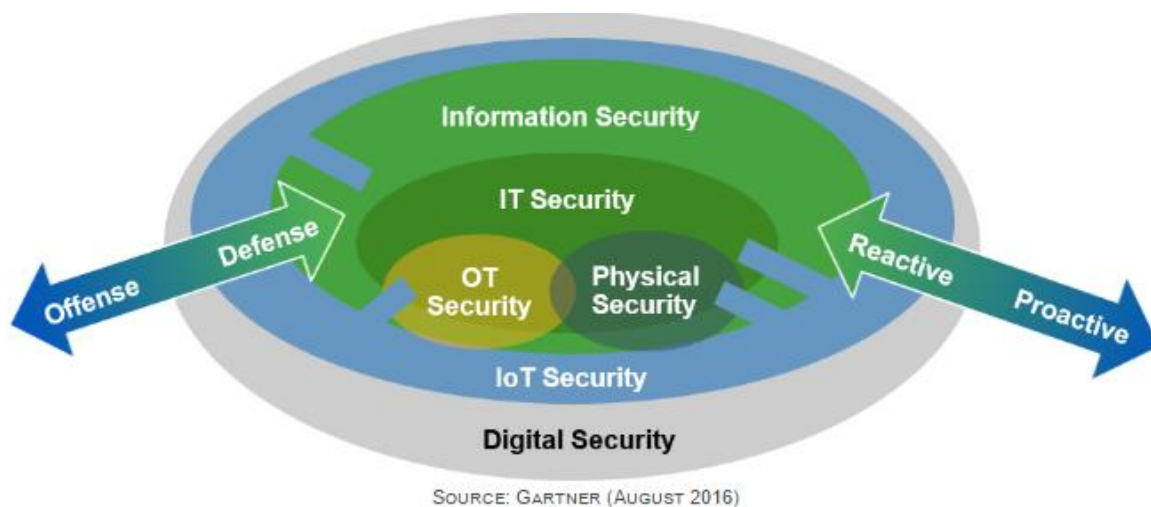 Information Security
IT Security
Defense
Offense
Reactive
Proactive
OT
Security
Physical
Security
IoT Security
Digital Security
SOURCE: GARTNER (AUGUST 2016)